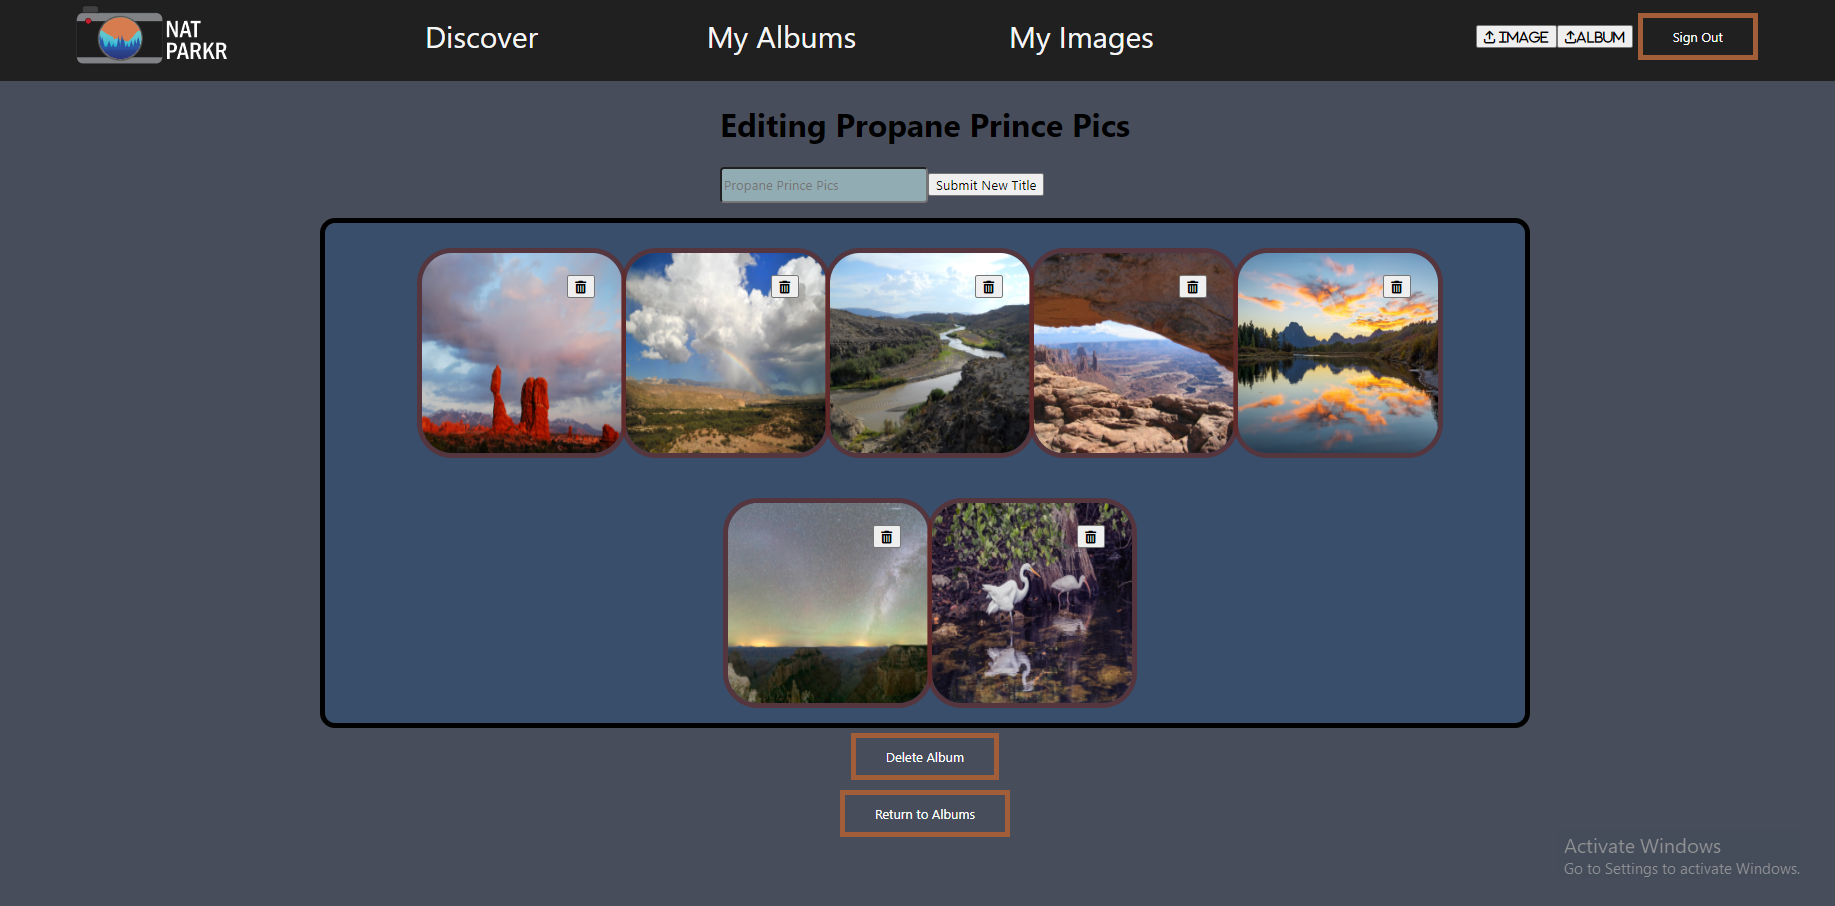 NAT
PARKR
Discover
My Albums
My Images
IMAGE
ALBUM
Sign Out
Editing Propane Prince Pics
Propane Prince Pics
Submit New Title
Delete Album
Return to Albums
Activate Windows
Go to Settings to activate Windows.